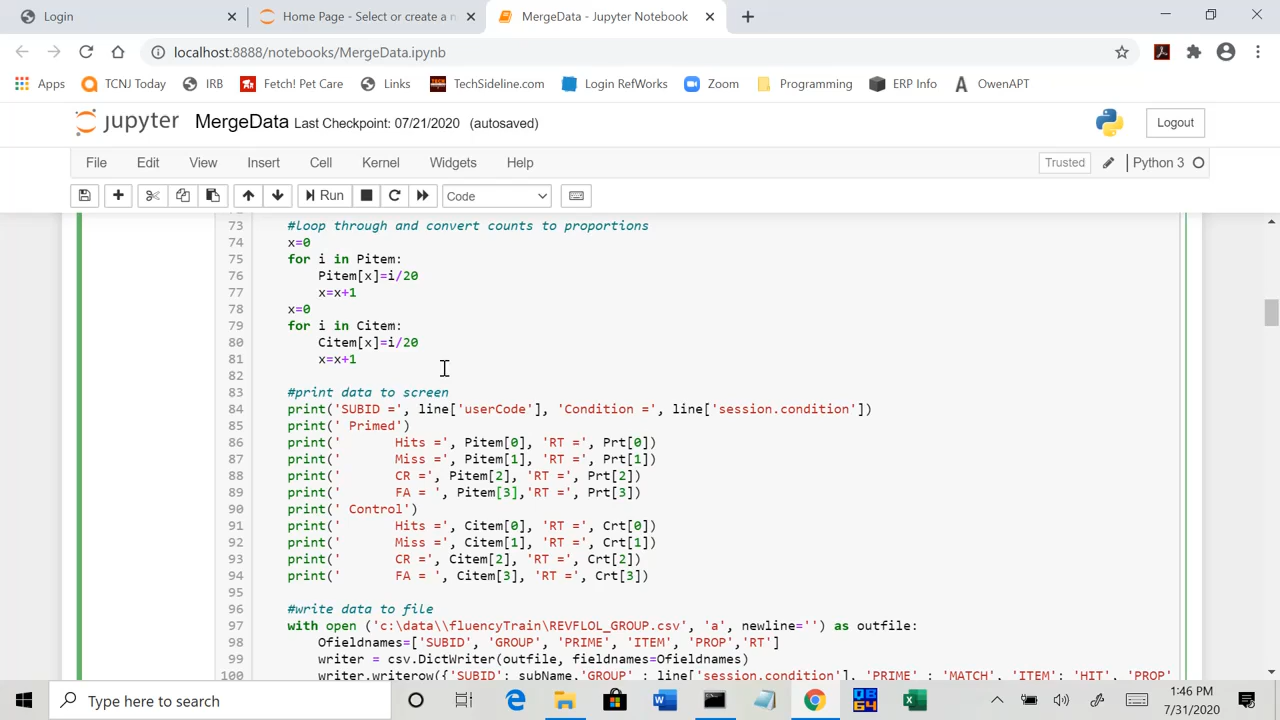 Login
Home Page - Select or create a n
MergeData - Jupyter Notebook
localhost:8888/notebooks/MergeData.ipynb
Apps TCNJ Today IRB Fetch! Pet Care Links TechSideline.com Login RefWorks Zoom Programming ERP Info OwenAPT
jupyter MergeData Last Checkpoint: 07/21/2020 (autosaved) Logout
File Edit View Insert Cell Kernel Widgets Help Trusted Python 3
Run Code
73 #loop through and convert counts to proportions
74 x=0
75 for i in Pitem:
76     Pitem[x]=i/20
77     x=x+1
78 x=0
79 for i in Citem:
80     Citem[x]=i/20
81     x=x+1
82
83 #print data to screen
84 print('SUBID =', line['userCode'], 'Condition =', line['session.condition'])
85 print(' Primed')
86 print('       Hits =', Pitem[0], 'RT =', Prt[0])
87 print('       Miss =', Pitem[1], 'RT =', Prt[1])
88 print('       CR =', Pitem[2], 'RT =', Prt[2])
89 print('       FA = ', Pitem[3],'RT =', Prt[3])
90 print(' Control')
91 print('       Hits =', Citem[0], 'RT =', Crt[0])
92 print('       Miss =', Citem[1], 'RT =', Crt[1])
93 print('       CR =', Citem[2], 'RT =', Crt[2])
94 print('       FA = ', Citem[3], 'RT =', Crt[3])
95
96 #write data to file
97 with open ('c:\data\\fluencyTrain\REVFLOL_GROUP.csv', 'a', newline='') as outfile:
98     Ofieldnames=['SUBID', 'GROUP', 'PRIME', 'ITEM', 'PROP','RT']
99     writer = csv.DictWriter(outfile, fieldnames=Ofieldnames)
100     writer.writerow({'SUBID': subName,'GROUP' : line['session.condition'], 'PRIME' : 'MATCH', 'ITEM': 'HIT', 'PROP'
Type here to search
1:46 PM
7/31/2020